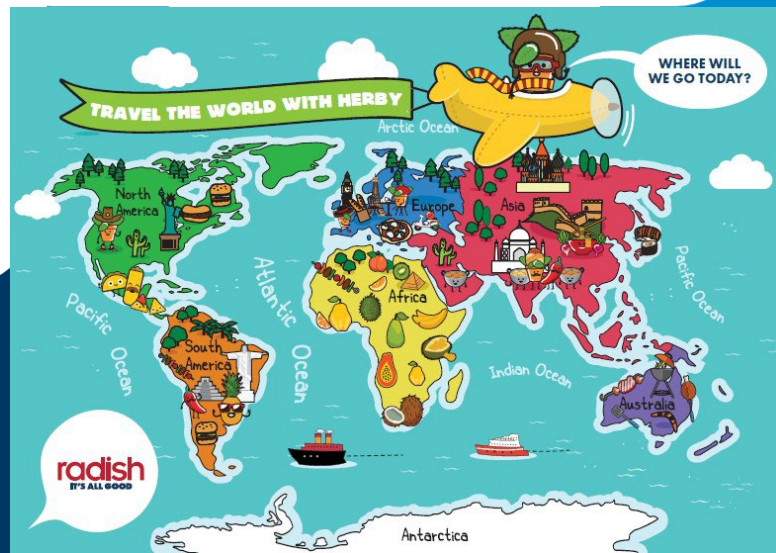 WHERE WILL
WE GO TODAY?
TRAVEL THE WORLD WITH HERBY
Arctic Ocean
North
America
Europe
Asia
Pacific Ocean
Atlantic
Ocean
Africa
Pacific
Ocean
South
America
Indian Ocean
Australia
radish
IT'S ALL GOOD
Antarctica